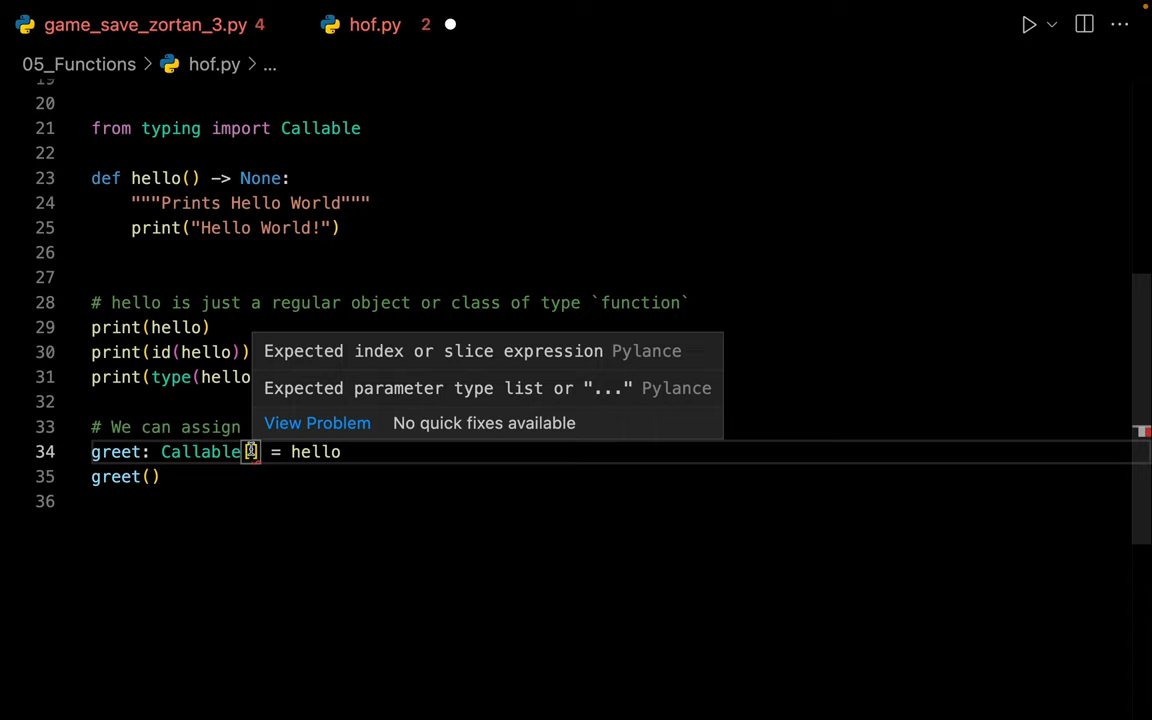 game_save_zortan_3.py 4 hof.py 2
05_Functions > hof.py > ...
19
20
21 from typing import Callable
22
23 def hello() -> None:
24 """Prints Hello World"""
25 print("Hello World!")
26
27
28 # hello is just a regular object or class of type `function`
29 print(hello)
30 print(id(hello))
31 print(type(hello
32
33 # We can assign
Expected index or slice expression Pylance
Expected parameter type list or "..." Pylance
View Problem No quick fixes available
34 greet: Callable[] = hello
35 greet()
36